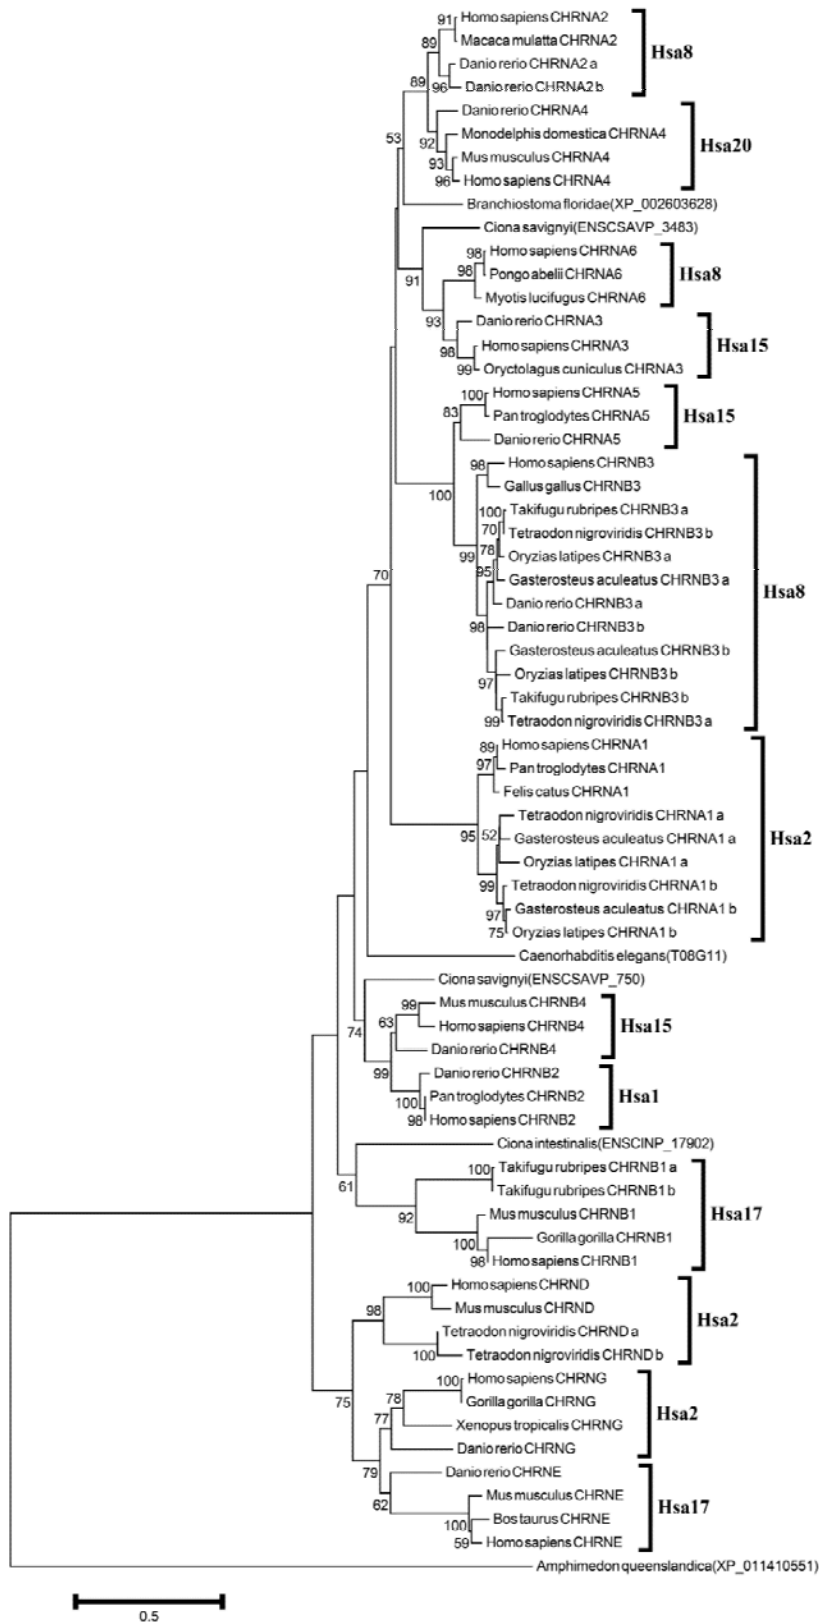 91 Homo sapiens CHRNA2
89 Macaca mulatta CHRNA2
Hsa8
Danio rerio CHRNA2 a
89 96 Danio rerio CHRNA2 b
Danio rerio CHRNA4
53 92 Monodelphis domestica CHRNA4
Hsa20
93 Mus musculus CHRNA4
96 Homo sapiens CHRNA4
Branchiostoma floridae(XP_002603628)
Ciona savignyi(ENSCSAVP_3483)
98 Homo sapiens CHRNA6
91 98 Pongo abelii CHRNA6
Hsa8
Myotis lucifugus CHRNA6
93 Danio rerio CHRNA3
98 Homo sapiens CHRNA3
Hsa15
99 Oryctolagus cuniculus CHRNA3
100 Homo sapiens CHRNA5
83 Pan troglodytes CHRNA5
Hsa15
Danio rerio CHRNA5
98 Homo sapiens CHRNB3
100 Gallus gallus CHRNB3
100 Takifugu rubripes CHRNB3 a
70 Tetraodon nigroviridis CHRNB3 b
99 78 Oryzias latipes CHRNB3 a
95 Gasterosteus aculeatus CHRNB3 a
70 Hsa8
Danio rerio CHRNB3 a
98 Danio rerio CHRNB3 b
Gasterosteus aculeatus CHRNB3 b
97 Oryzias latipes CHRNB3 b
Takifugu rubripes CHRNB3 b
99 Tetraodon nigroviridis CHRNB3 a
89 Homo sapiens CHRNA1
97 Pan troglodytes CHRNA1
Felis catus CHRNA1
Tetraodon nigroviridis CHRNA1 a
95 52 Gasterosteus aculeatus CHRNA1 a
Hsa2
Oryzias latipes CHRNA1 a
99 Tetraodon nigroviridis CHRNA1 b
97 Gasterosteus aculeatus CHRNA1 b
75 Oryzias latipes CHRNA1 b
Caenorhabditis elegans(T08G11)
Ciona savignyi(ENSCSAVP_750)
99 Mus musculus CHRNB4
74 63 Homo sapiens CHRNB4
Hsa15
Danio rerio CHRNB4
99 Danio rerio CHRNB2
100 Pan troglodytes CHRNB2
Hsa1
98 Homo sapiens CHRNB2
Ciona intestinalis(ENSCINP_17902)
61 100 Takifugu rubripes CHRNB1 a
Takifugu rubripes CHRNB1 b
92 Mus musculus CHRNB1
Hsa17
100 Gorilla gorilla CHRNB1
98 Homo sapiens CHRNB1
100 Homo sapiens CHRND
98 Mus musculus CHRND
Hsa2
Tetraodon nigroviridis CHRND a
100 Tetraodon nigroviridis CHRND b
100 Homo sapiens CHRNG
75 78 Gorilla gorilla CHRNG
Hsa2
77 Xenopus tropicalis CHRNG
Danio rerio CHRNG
79 Danio rerio CHRNE
62 Mus musculus CHRNE
Hsa17
100 Bos taurus CHRNE
59 Homo sapiens CHRNE
Amphimedon queenslandica(XP_011410551)
0.5